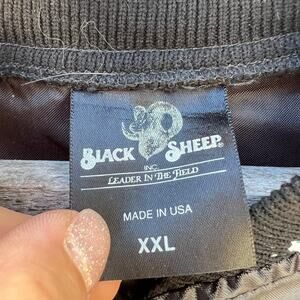 BLACK SHEEP®
INC.
LEADER IN THE FIELD
MADE IN USA
XXL